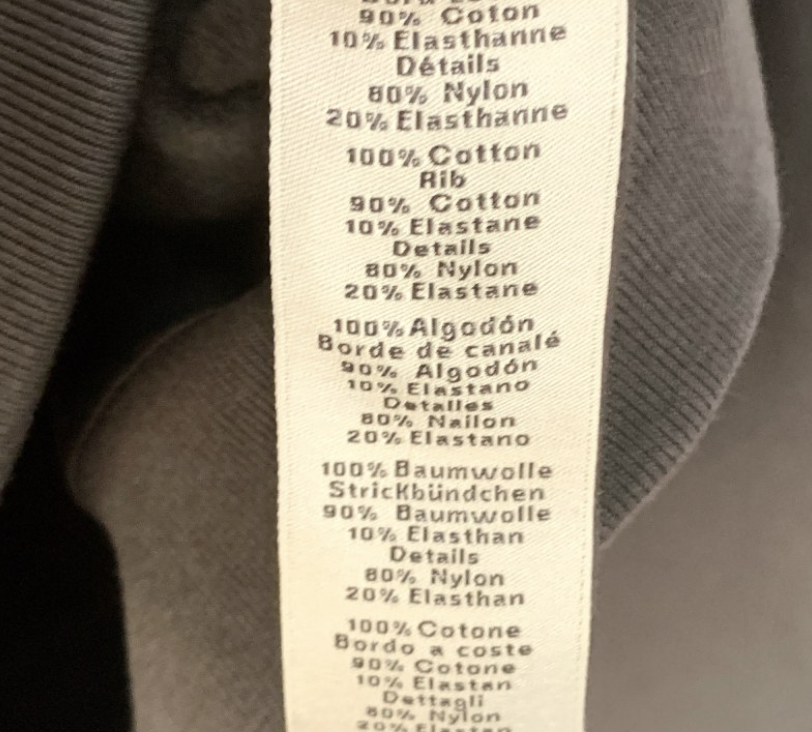 90% Coton
10% Elasthanne
Détails
80% Nylon
20% Elasthanne
100% Cotton
Rib
90% Cotton
10% Elastane
Details
80% Nylon
20% Elastane
100% Algodón
Borde de canalé
90% Algodón
10% Elastano
Detalles
80% Nailon
20% Elastano
100% Baumwolle
Strickbündchen
90% Baumwolle
10% Elasthan
Details
80% Nylon
20% Elasthan
100% Cotone
Bordo a coste
90% Cotone
10% Elastan
Dettagli
80% Nylon
20% Elastan